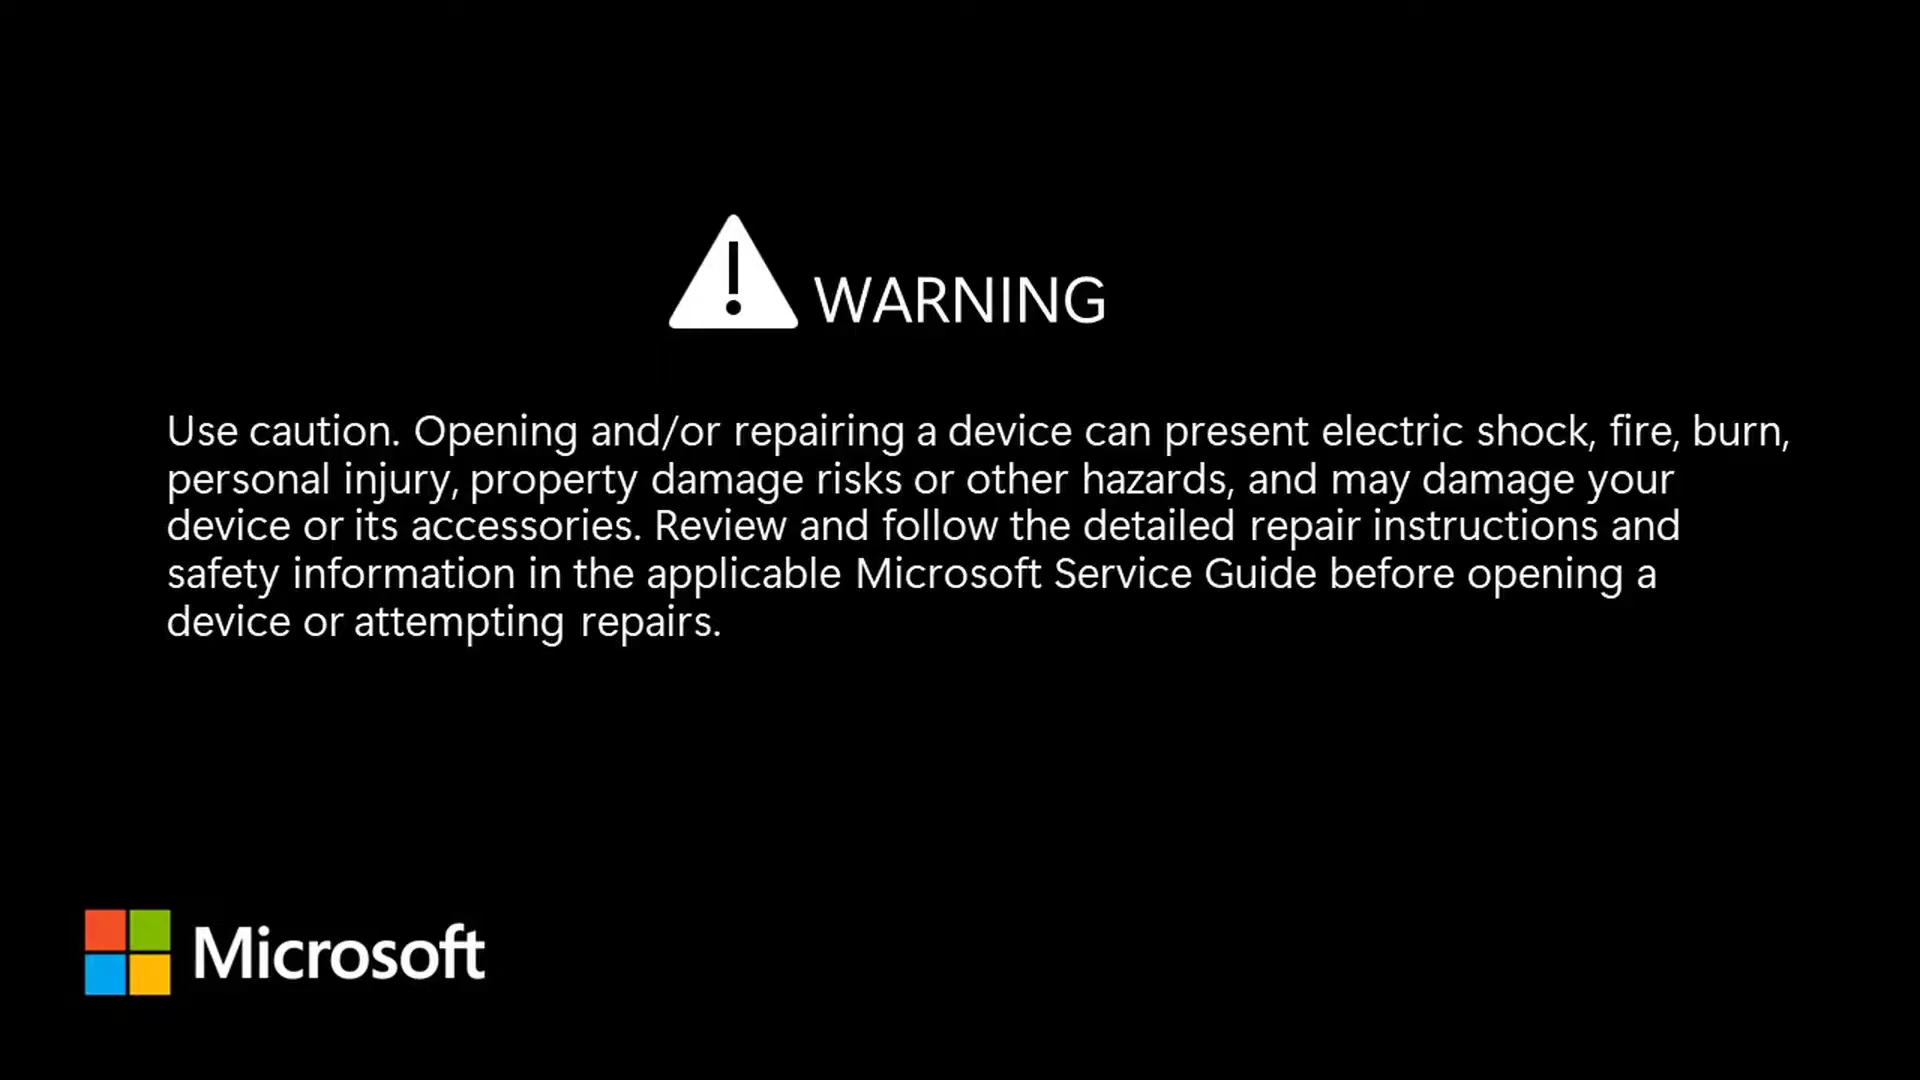 WARNING
Use caution. Opening and/or repairing a device can present electric shock, fire, burn,
personal injury, property damage risks or other hazards, and may damage your
device or its accessories. Review and follow the detailed repair instructions and
safety information in the applicable Microsoft Service Guide before opening a
device or attempting repairs.
Microsoft